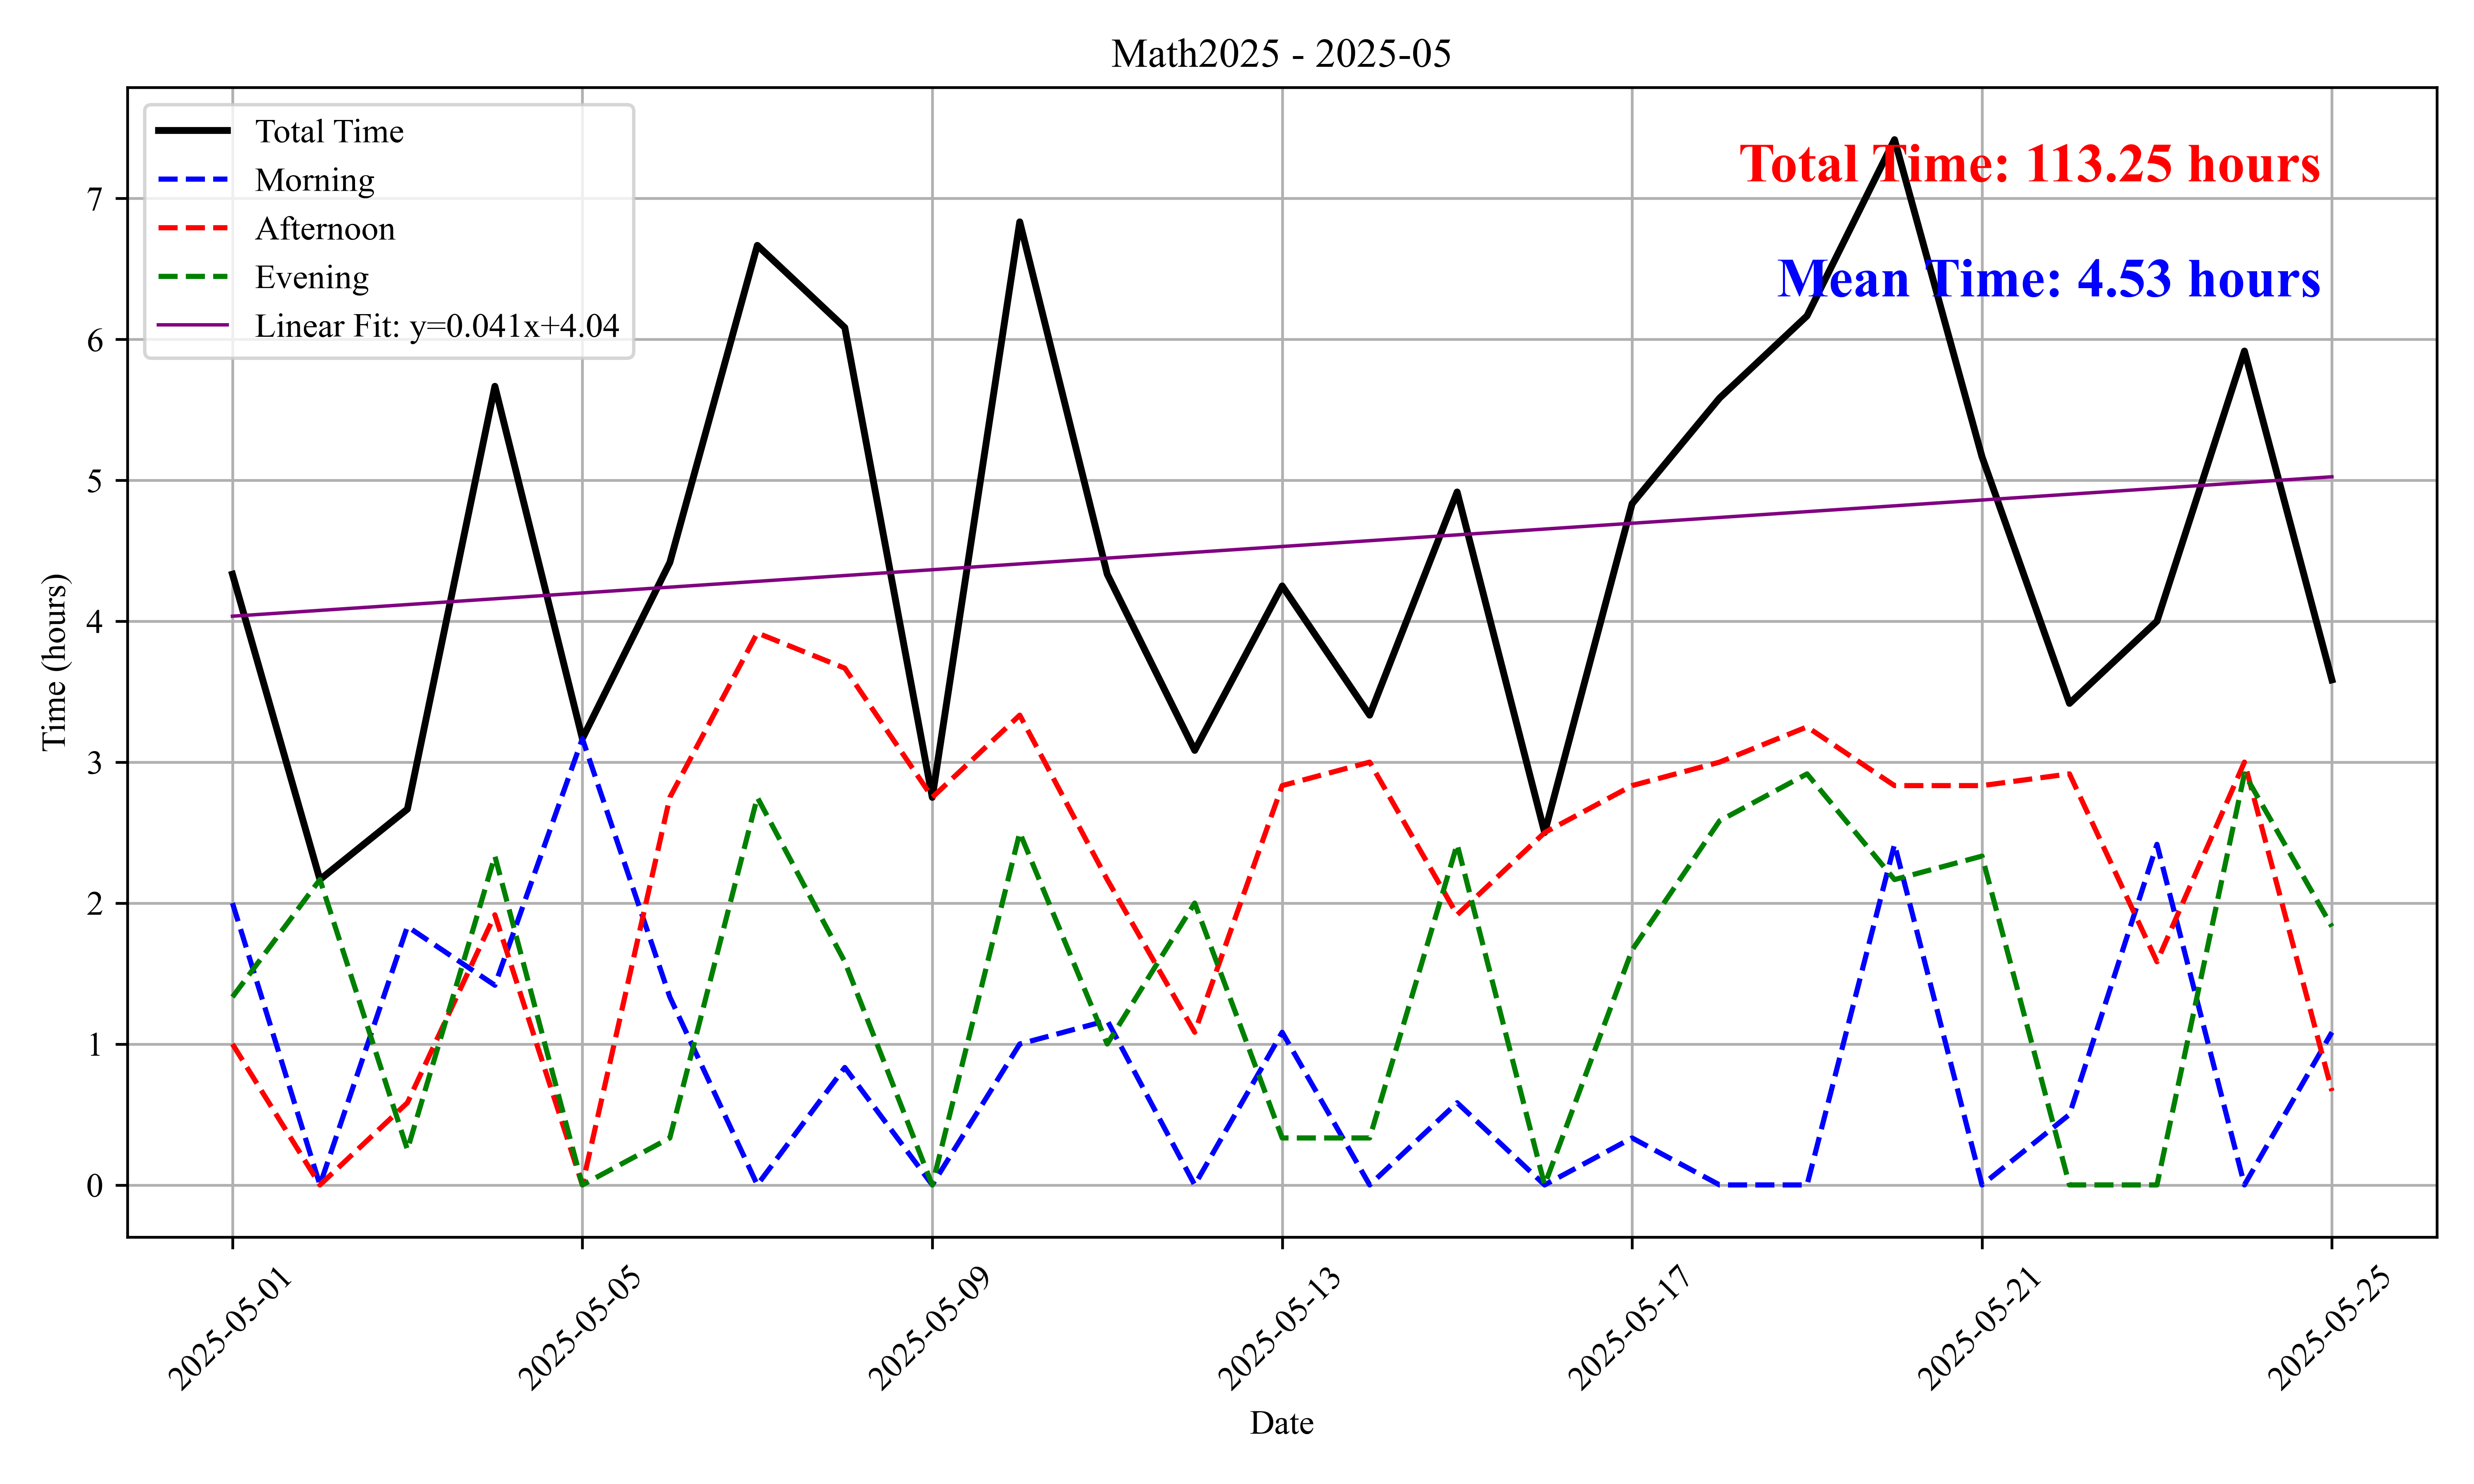 Math2025 - 2025-05
Total Time
Morning
Afternoon
Evening
Linear Fit: y=0.041x+4.04
Total Time: 113.25 hours
Mean Time: 4.53 hours
Time (hours)
7
6
5
4
3
2
1
0
2025-05-01
2025-05-05
2025-05-09
2025-05-13
2025-05-17
2025-05-21
2025-05-25
Date